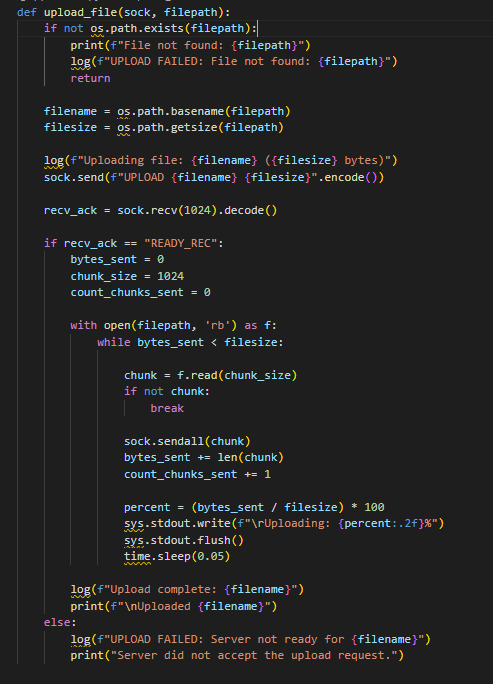 def upload_file(sock, filepath):
    if not os.path.exists(filepath):
        print(f"File not found: {filepath}")
        log(f"UPLOAD FAILED: File not found: {filepath}")
        return

    filename = os.path.basename(filepath)
    filesize = os.path.getsize(filepath)

    log(f"Uploading file: {filename} ({filesize} bytes)")
    sock.send(f"UPLOAD {filename} {filesize}".encode())

    recv_ack = sock.recv(1024).decode()

    if recv_ack == "READY_REC":
        bytes_sent = 0
        chunk_size = 1024
        count_chunks_sent = 0

        with open(filepath, 'rb') as f:
            while bytes_sent < filesize:

                chunk = f.read(chunk_size)
                if not chunk:
                    break

                sock.sendall(chunk)
                bytes_sent += len(chunk)
                count_chunks_sent += 1

                percent = (bytes_sent / filesize) * 100
                sys.stdout.write(f"\rUploading: {percent:.2f}%")
                sys.stdout.flush()
                time.sleep(0.05)

        log(f"Upload complete: {filename}")
        print(f"\nUploaded {filename}")
    else:
        log(f"UPLOAD FAILED: Server not ready for {filename}")
        print("Server did not accept the upload request.")